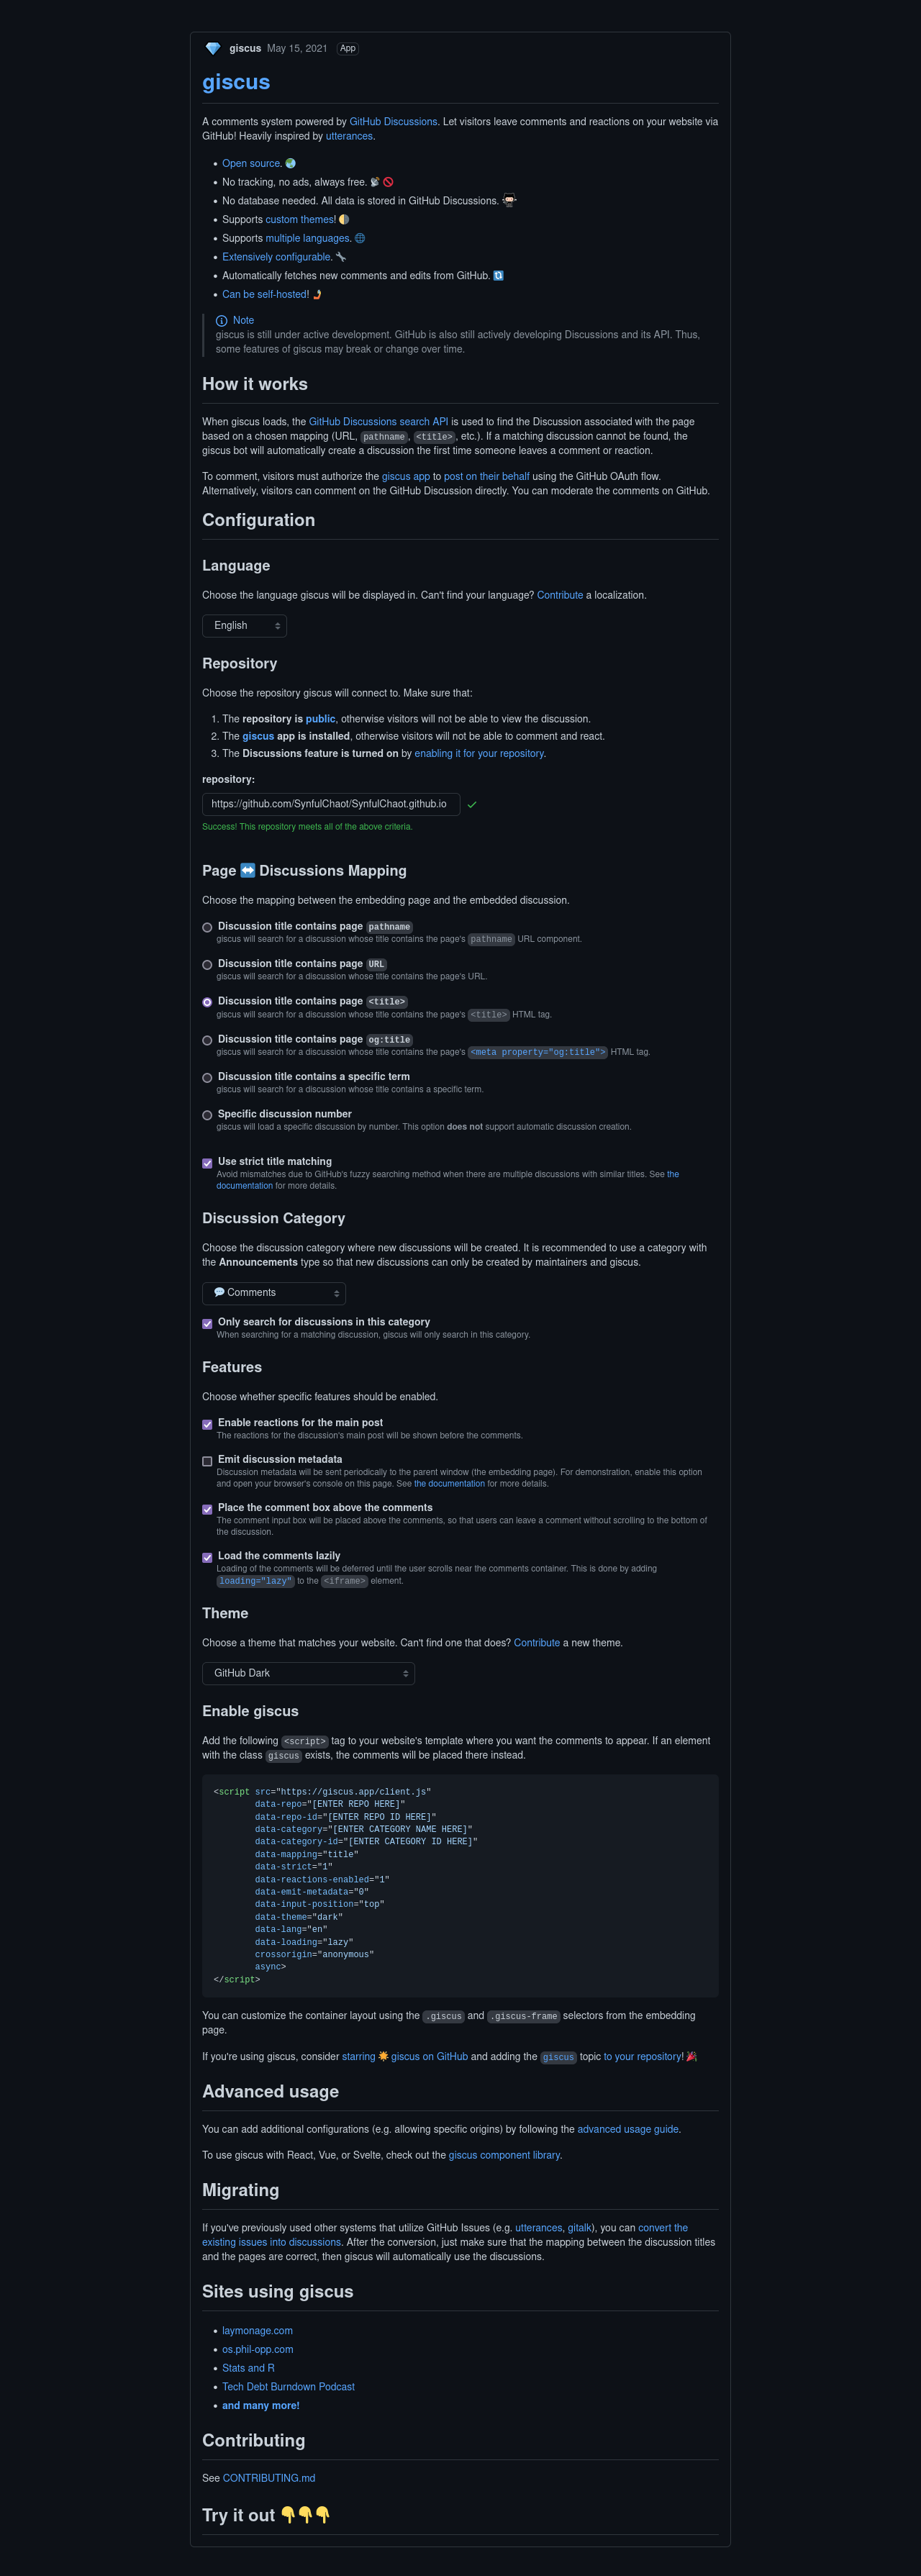 giscus May 15, 2021 App
giscus
A comments system powered by GitHub Discussions. Let visitors leave comments and reactions on your website via
GitHub! Heavily inspired by utterances.
• Open source. 🌏
• No tracking, no ads, always free. 📡 🚫
• No database needed. All data is stored in GitHub Discussions.
• Supports custom themes! 🌗
• Supports multiple languages. 🌐
• Extensively configurable. 🔧
• Automatically fetches new comments and edits from GitHub. 🔃
• Can be self-hosted! 🤳
Note
giscus is still under active development. GitHub is also still actively developing Discussions and its API. Thus,
some features of giscus may break or change over time.
How it works
When giscus loads, the GitHub Discussions search API is used to find the Discussion associated with the page
based on a chosen mapping (URL, pathname, <title>, etc.). If a matching discussion cannot be found, the
giscus bot will automatically create a discussion the first time someone leaves a comment or reaction.
To comment, visitors must authorize the giscus app to post on their behalf using the GitHub OAuth flow.
Alternatively, visitors can comment on the GitHub Discussion directly. You can moderate the comments on GitHub.
Configuration
Language
Choose the language giscus will be displayed in. Can't find your language? Contribute a localization.
English
Repository
Choose the repository giscus will connect to. Make sure that:
1. The repository is public, otherwise visitors will not be able to view the discussion.
2. The giscus app is installed, otherwise visitors will not be able to comment and react.
3. The Discussions feature is turned on by enabling it for your repository.
repository:
https://github.com/SynfulChaot/SynfulChaot.github.io
Success! This repository meets all of the above criteria.
Page ↔️ Discussions Mapping
Choose the mapping between the embedding page and the embedded discussion.
Discussion title contains page pathname
giscus will search for a discussion whose title contains the page's pathname URL component.
Discussion title contains page URL
giscus will search for a discussion whose title contains the page's URL.
Discussion title contains page <title>
giscus will search for a discussion whose title contains the page's <title> HTML tag.
Discussion title contains page og:title
giscus will search for a discussion whose title contains the page's <meta property="og:title"> HTML tag.
Discussion title contains a specific term
giscus will search for a discussion whose title contains a specific term.
Specific discussion number
giscus will load a specific discussion by number. This option does not support automatic discussion creation.
Use strict title matching
Avoid mismatches due to GitHub's fuzzy searching method when there are multiple discussions with similar titles. See the
documentation for more details.
Discussion Category
Choose the discussion category where new discussions will be created. It is recommended to use a category with
the Announcements type so that new discussions can only be created by maintainers and giscus.
💬 Comments
Only search for discussions in this category
When searching for a matching discussion, giscus will only search in this category.
Features
Choose whether specific features should be enabled.
Enable reactions for the main post
The reactions for the discussion's main post will be shown before the comments.
Emit discussion metadata
Discussion metadata will be sent periodically to the parent window (the embedding page). For demonstration, enable this option
and open your browser's console on this page. See the documentation for more details.
Place the comment box above the comments
The comment input box will be placed above the comments, so that users can leave a comment without scrolling to the bottom of
the discussion.
Load the comments lazily
Loading of the comments will be deferred until the user scrolls near the comments container. This is done by adding
loading="lazy" to the <iframe> element.
Theme
Choose a theme that matches your website. Can't find one that does? Contribute a new theme.
GitHub Dark
Enable giscus
Add the following <script> tag to your website's template where you want the comments to appear. If an element
with the class giscus exists, the comments will be placed there instead.
<script src="https://giscus.app/client.js"
data-repo="[ENTER REPO HERE]"
data-repo-id="[ENTER REPO ID HERE]"
data-category="[ENTER CATEGORY NAME HERE]"
data-category-id="[ENTER CATEGORY ID HERE]"
data-mapping="title"
data-strict="1"
data-reactions-enabled="1"
data-emit-metadata="0"
data-input-position="top"
data-theme="dark"
data-lang="en"
data-loading="lazy"
crossorigin="anonymous"
async>
</script>
You can customize the container layout using the .giscus and .giscus-frame selectors from the embedding
page.
If you're using giscus, consider starring 🌟 giscus on GitHub and adding the giscus topic to your repository! 🎉
Advanced usage
You can add additional configurations (e.g. allowing specific origins) by following the advanced usage guide.
To use giscus with React, Vue, or Svelte, check out the giscus component library.
Migrating
If you've previously used other systems that utilize GitHub Issues (e.g. utterances, gitalk), you can convert the
existing issues into discussions. After the conversion, just make sure that the mapping between the discussion titles
and the pages are correct, then giscus will automatically use the discussions.
Sites using giscus
• laymonage.com
• os.phil-opp.com
• Stats and R
• Tech Debt Burndown Podcast
• and many more!
Contributing
See CONTRIBUTING.md
Try it out 👇👇👇